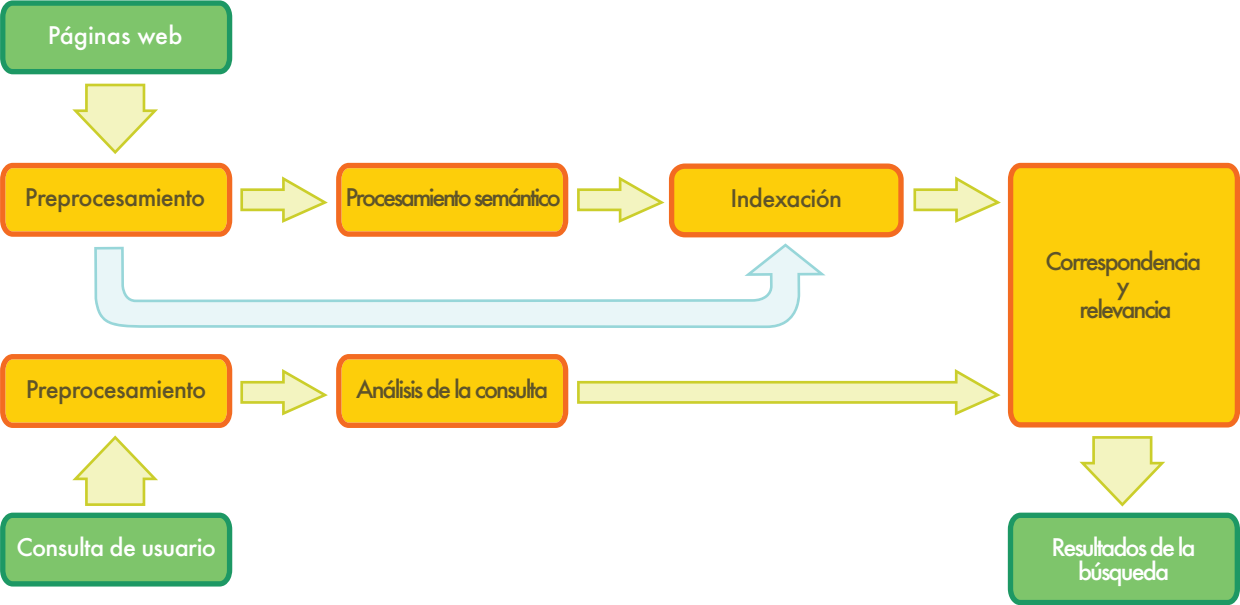 Páginas web
Preprocesamiento
Procesamiento semántico
Indexación
Correspondencia
y
relevancia
Preprocesamiento
Análisis de la consulta
Consulta de usuario
Resultados de la
búsqueda